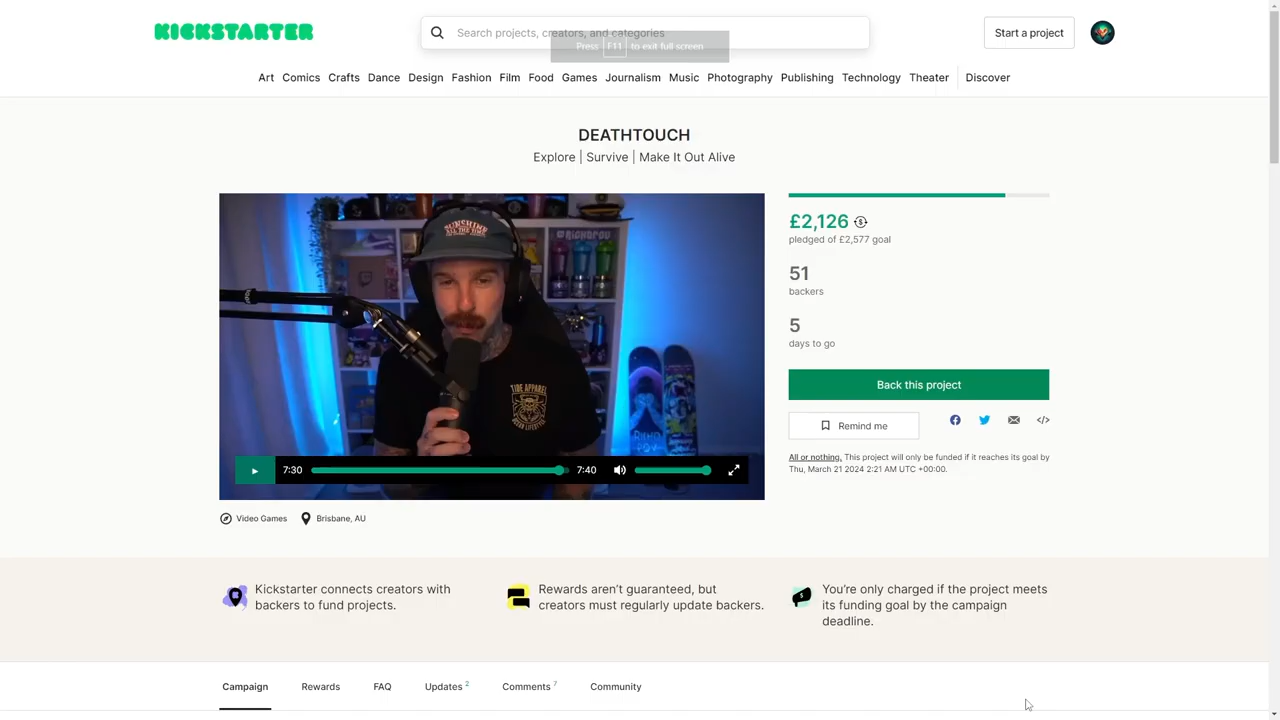 KICKSTARTER
Search projects, creators, and categories
Press F11 to exit full screen
Start a project
Art Comics Crafts Dance Design Fashion Film Food Games Journalism Music Photography Publishing Technology Theater Discover
DEATHTOUCH
Explore | Survive | Make It Out Alive
SUNSHINE
ALL THE TIME
TIDE APPAREL
£2,126
pledged of £2,577 goal
51
backers
5
days to go
Back this project
Remind me
All or nothing. This project will only be funded if it reaches its goal by
Thu, March 21 2024 2:21 AM UTC +00:00.
7:30
7:40
Video Games
Brisbane, AU
Kickstarter connects creators with
backers to fund projects.
Rewards aren't guaranteed, but
creators must regularly update backers.
You're only charged if the project meets
its funding goal by the campaign
deadline.
Campaign Rewards FAQ Updates 2 Comments 7 Community